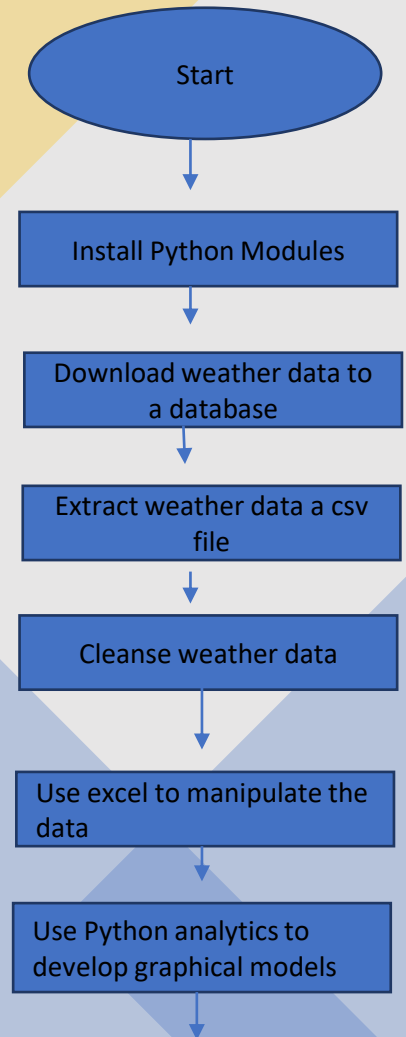 Start
Install Python Modules
Download weather data to
a database
Extract weather data a csv
file
Cleanse weather data
Use excel to manipulate the
data
Use Python analytics to
develop graphical models